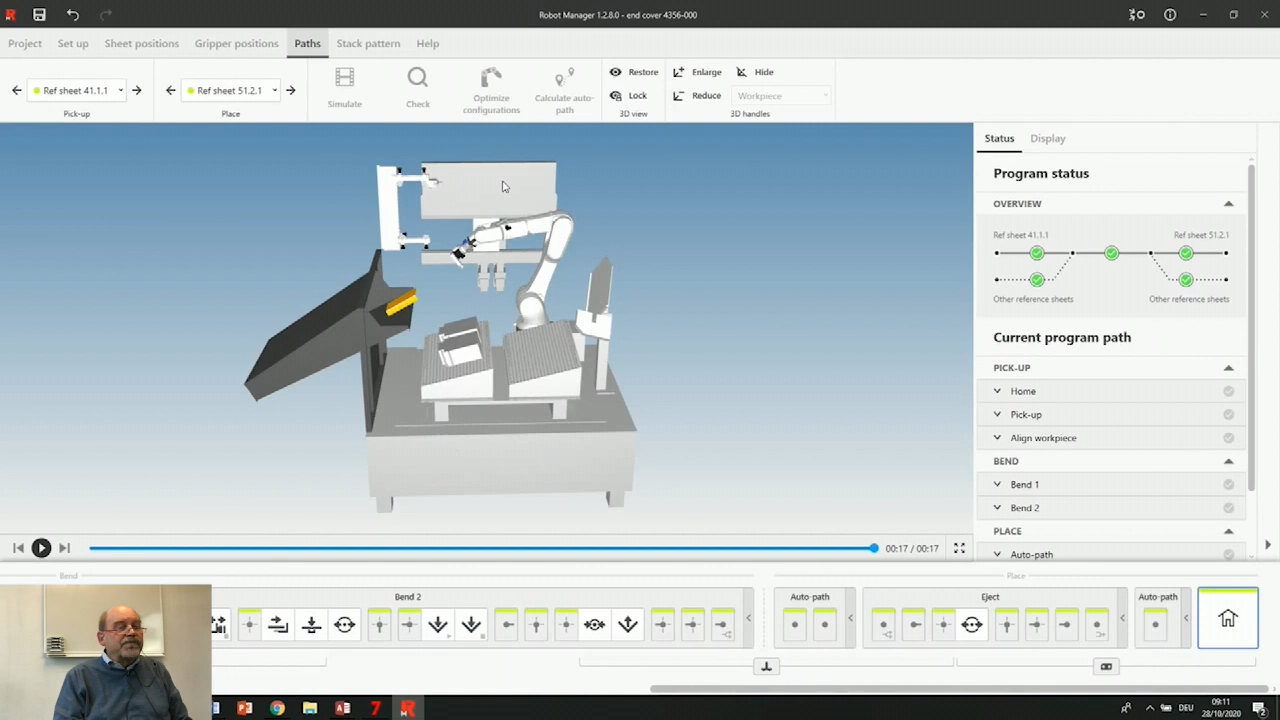 Robot Manager 1.2.8.0 - end cover 4356-000
Project Set up Sheet positions Gripper positions Paths Stack pattern Help
Ref sheet 41.1.1
Pick-up
Ref sheet 51.2.1
Place
Simulate
Check
Optimize
configurations
Calculate auto-
path
Restore
Lock
3D view
Enlarge
Hide
Reduce
Workpiece
3D handles
Status Display
Program status
OVERVIEW
Ref sheet 41.1.1 Ref sheet 51.2.1
Other reference sheets Other reference sheets
Current program path
PICK-UP
Home
Pick-up
Align workpiece
BEND
Bend 1
Bend 2
PLACE
Auto-path
00:17 / 00:17
Bend Place
Bend 2 Auto-path Eject Auto-path
DEU
09:11
28/10/2020